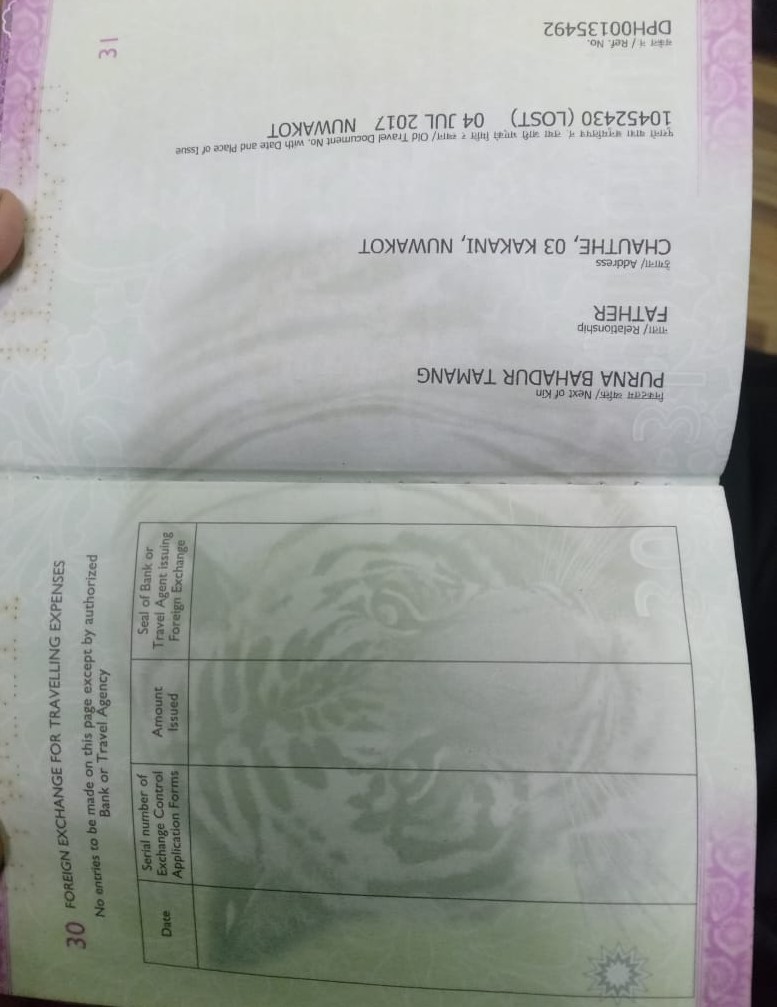 30 FOREIGN EXCHANGE FOR TRAVELLING EXPENSES
No entries to be made on this page except by authorized
Bank or Travel Agency
Date
Serial number of
Exchange Control
Application Forms
Amount
Issued
Seal of Bank or
Travel Agent issuing
Foreign Exchange
30
31
निकटतम व्यक्ति/ Next of Kin
PURNA BAHADUR TAMANG
नाता/ Relationship
FATHER
ठेगाना/ Address
CHAUTHE, 03 KAKANI, NUWAKOT
पुरानो यात्रा अनुमतिपत्र नं. तथा जारी भएको मिति र स्थान/ Old Travel Document No. with Date and Place of Issue
10452430 (LOST) 04 JUL 2017 NUWAKOT
संकेत नं / Ref. No.
DPH00135492
31